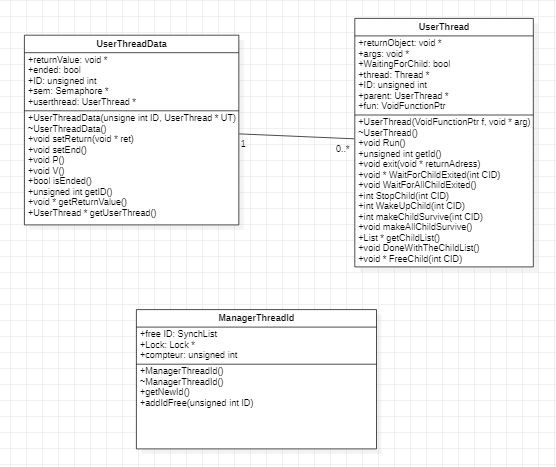 UserThreadData
+returnValue: void *
+ended: bool
+ID: unsigned int
+sem: Semaphore *
+userthread: UserThread *
+UserThreadData(unsigne int ID, UserThread * UT)
~UserThreadData()
+void setReturn(void * ret)
+void setEnd()
+void P()
+void V()
+bool isEnded()
+unsigned int getID()
+void * getReturnValue()
+UserThread * getUserThread()
1
0..*
UserThread
+returnObject: void *
+args: void *
+WaitingForChild: bool
+thread: Thread *
+ID: unsigned int
+parent: UserThread *
+fun: VoidFunctionPtr
+UserThread(VoidFunctionPtr f, void * arg)
~UserThread()
+void Run()
+unsigned int getId()
+void exit(void * returnAdress)
+void * WaitForChildExited(int CID)
+void WaitForAllChildExited()
+int StopChild(int CID)
+int WakeUpChild(int CID)
+int makeChildSurvive(int CID)
+void makeAllChildSurvive()
+List * getChildList()
+void DoneWithTheChildList()
+void * FreeChild(int CID)
ManagerThreadId
+free ID: SynchList
+Lock: Lock *
+compteur: unsigned int
+ManagerThreadId()
~ManagerThreadId()
+getNewId()
+addIdFree(unsigned int ID)